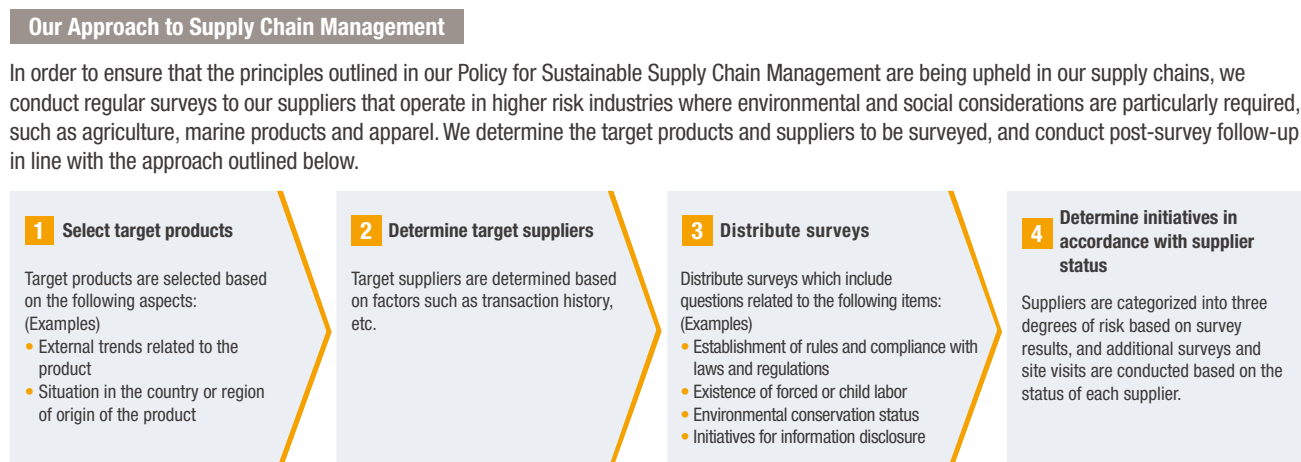 Our Approach to Supply Chain Management
In order to ensure that the principles outlined in our Policy for Sustainable Supply Chain Management are being upheld in our supply chains, we
conduct regular surveys to our suppliers that operate in higher risk industries where environmental and social considerations are particularly required,
such as agriculture, marine products and apparel. We determine the target products and suppliers to be surveyed, and conduct post-survey follow-up
in line with the approach outlined below.
1 Select target products
Target products are selected based
on the following aspects:
(Examples)
• External trends related to the
product
• Situation in the country or region
of origin of the product
2 Determine target suppliers
Target suppliers are determined based
on factors such as transaction history,
etc.
3 Distribute surveys
Distribute surveys which include
questions related to the following items:
(Examples)
• Establishment of rules and compliance with
laws and regulations
• Existence of forced or child labor
• Environmental conservation status
• Initiatives for information disclosure
4 Determine initiatives in
accordance with supplier
status
Suppliers are categorized into three
degrees of risk based on survey
results, and additional surveys and
site visits are conducted based on the
status of each supplier.